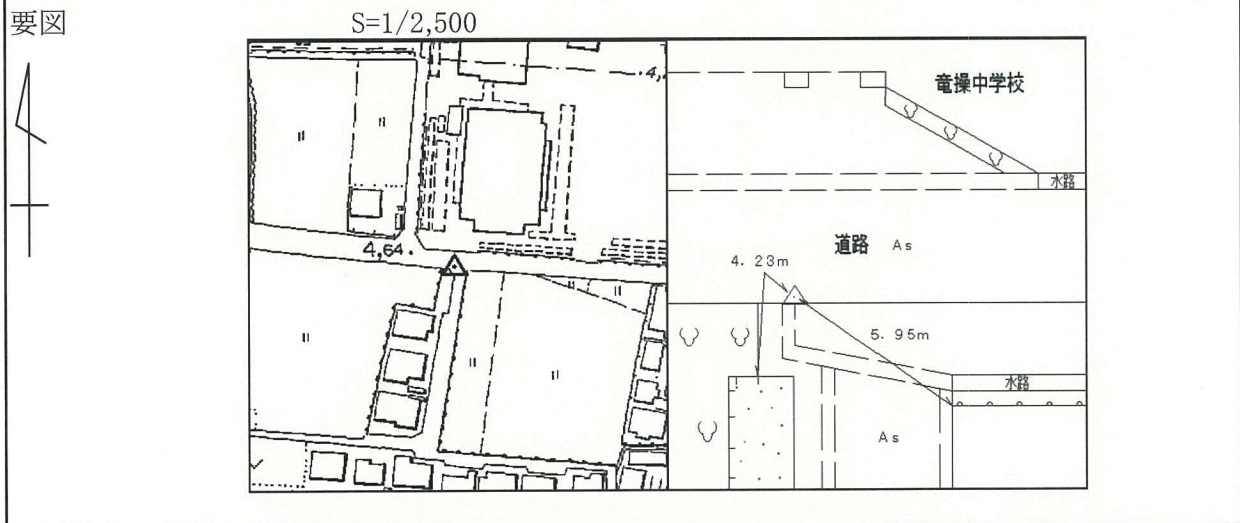 要図
S=1/2,500
4,64.
竜操中学校
水路
道路 As
4.23m
5.95m
水路
As